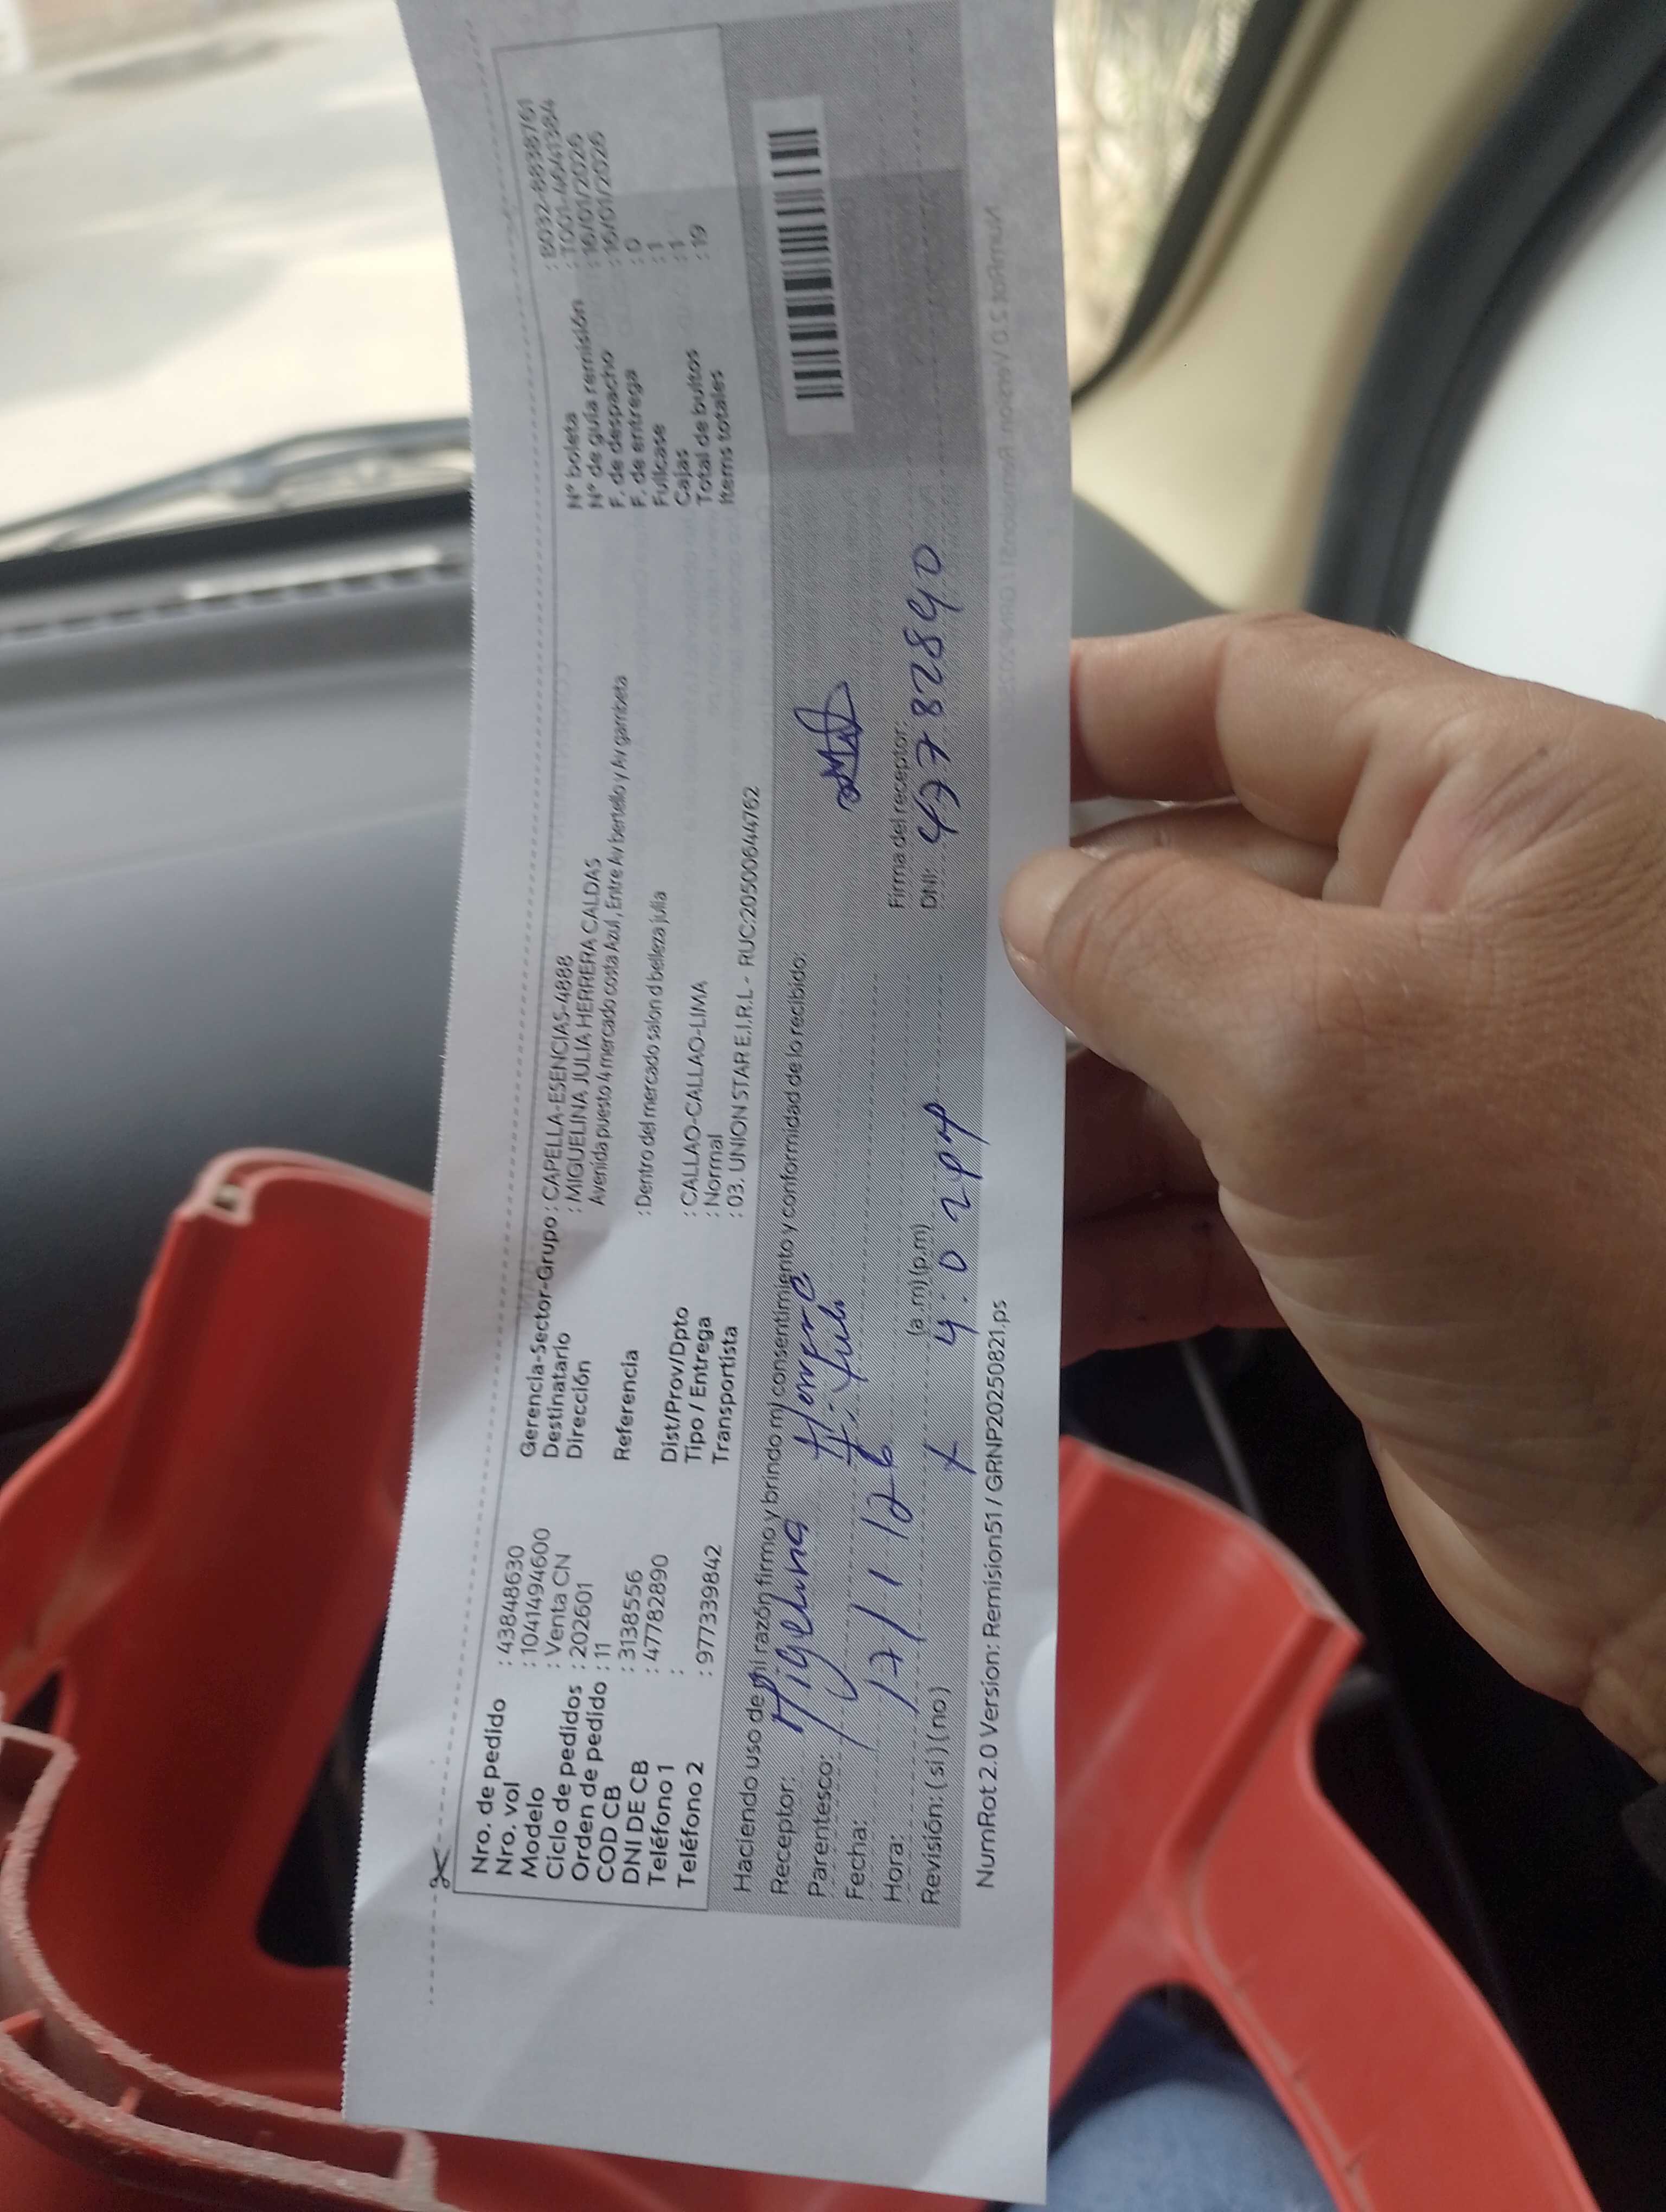 Nro. de pedido : 43848630
Nro. vol : 104149494600
Modelo : Venta CN
Ciclo de pedidos : 202601
Orden de pedido : 11
COD CB : 3138556
DNI DE CB : 47782890
Teléfono 1 :
Teléfono 2 : 977339842
Gerencia-Sector-Grupo : CAPELLA-ESENCIAS-4888
Destinatario : MIGUELINA JULIA HERRERA CALDAS
Dirección Avenida puesto 4 mercado costa Azul, Entre Av bertello y Av gambeta
Referencia : Dentro del mercado salon d belleza julia
Dist/Prov/Dpto : CALLAO-CALLAO-LIMA
Tipo / Entrega : Normal
Transportista : 03. UNION STAR E.I.R.L - RUC:20500644762
N° boleta : B032-88398761
N° de guía remisión : T001-46411384
F. de despacho : 16/01/2026
F. de entrega : 16/01/2026
Fullcase : 0
Cajas : 1
Total de bultos : 1
Items totales : 19
Haciendo uso de mi razón firmo y brindo mi consentimiento y conformidad de lo recibido:
Receptor: Migelina Herrera
Parentesco:
Fecha: 17/1/26
Hora: (a.m)(p.m)
4:02pm
Revisión: (si)(no)
Firma del receptor:
DNI: 47782890
NumRot 2.0 Version: Remision51 / GRNP20250821.ps